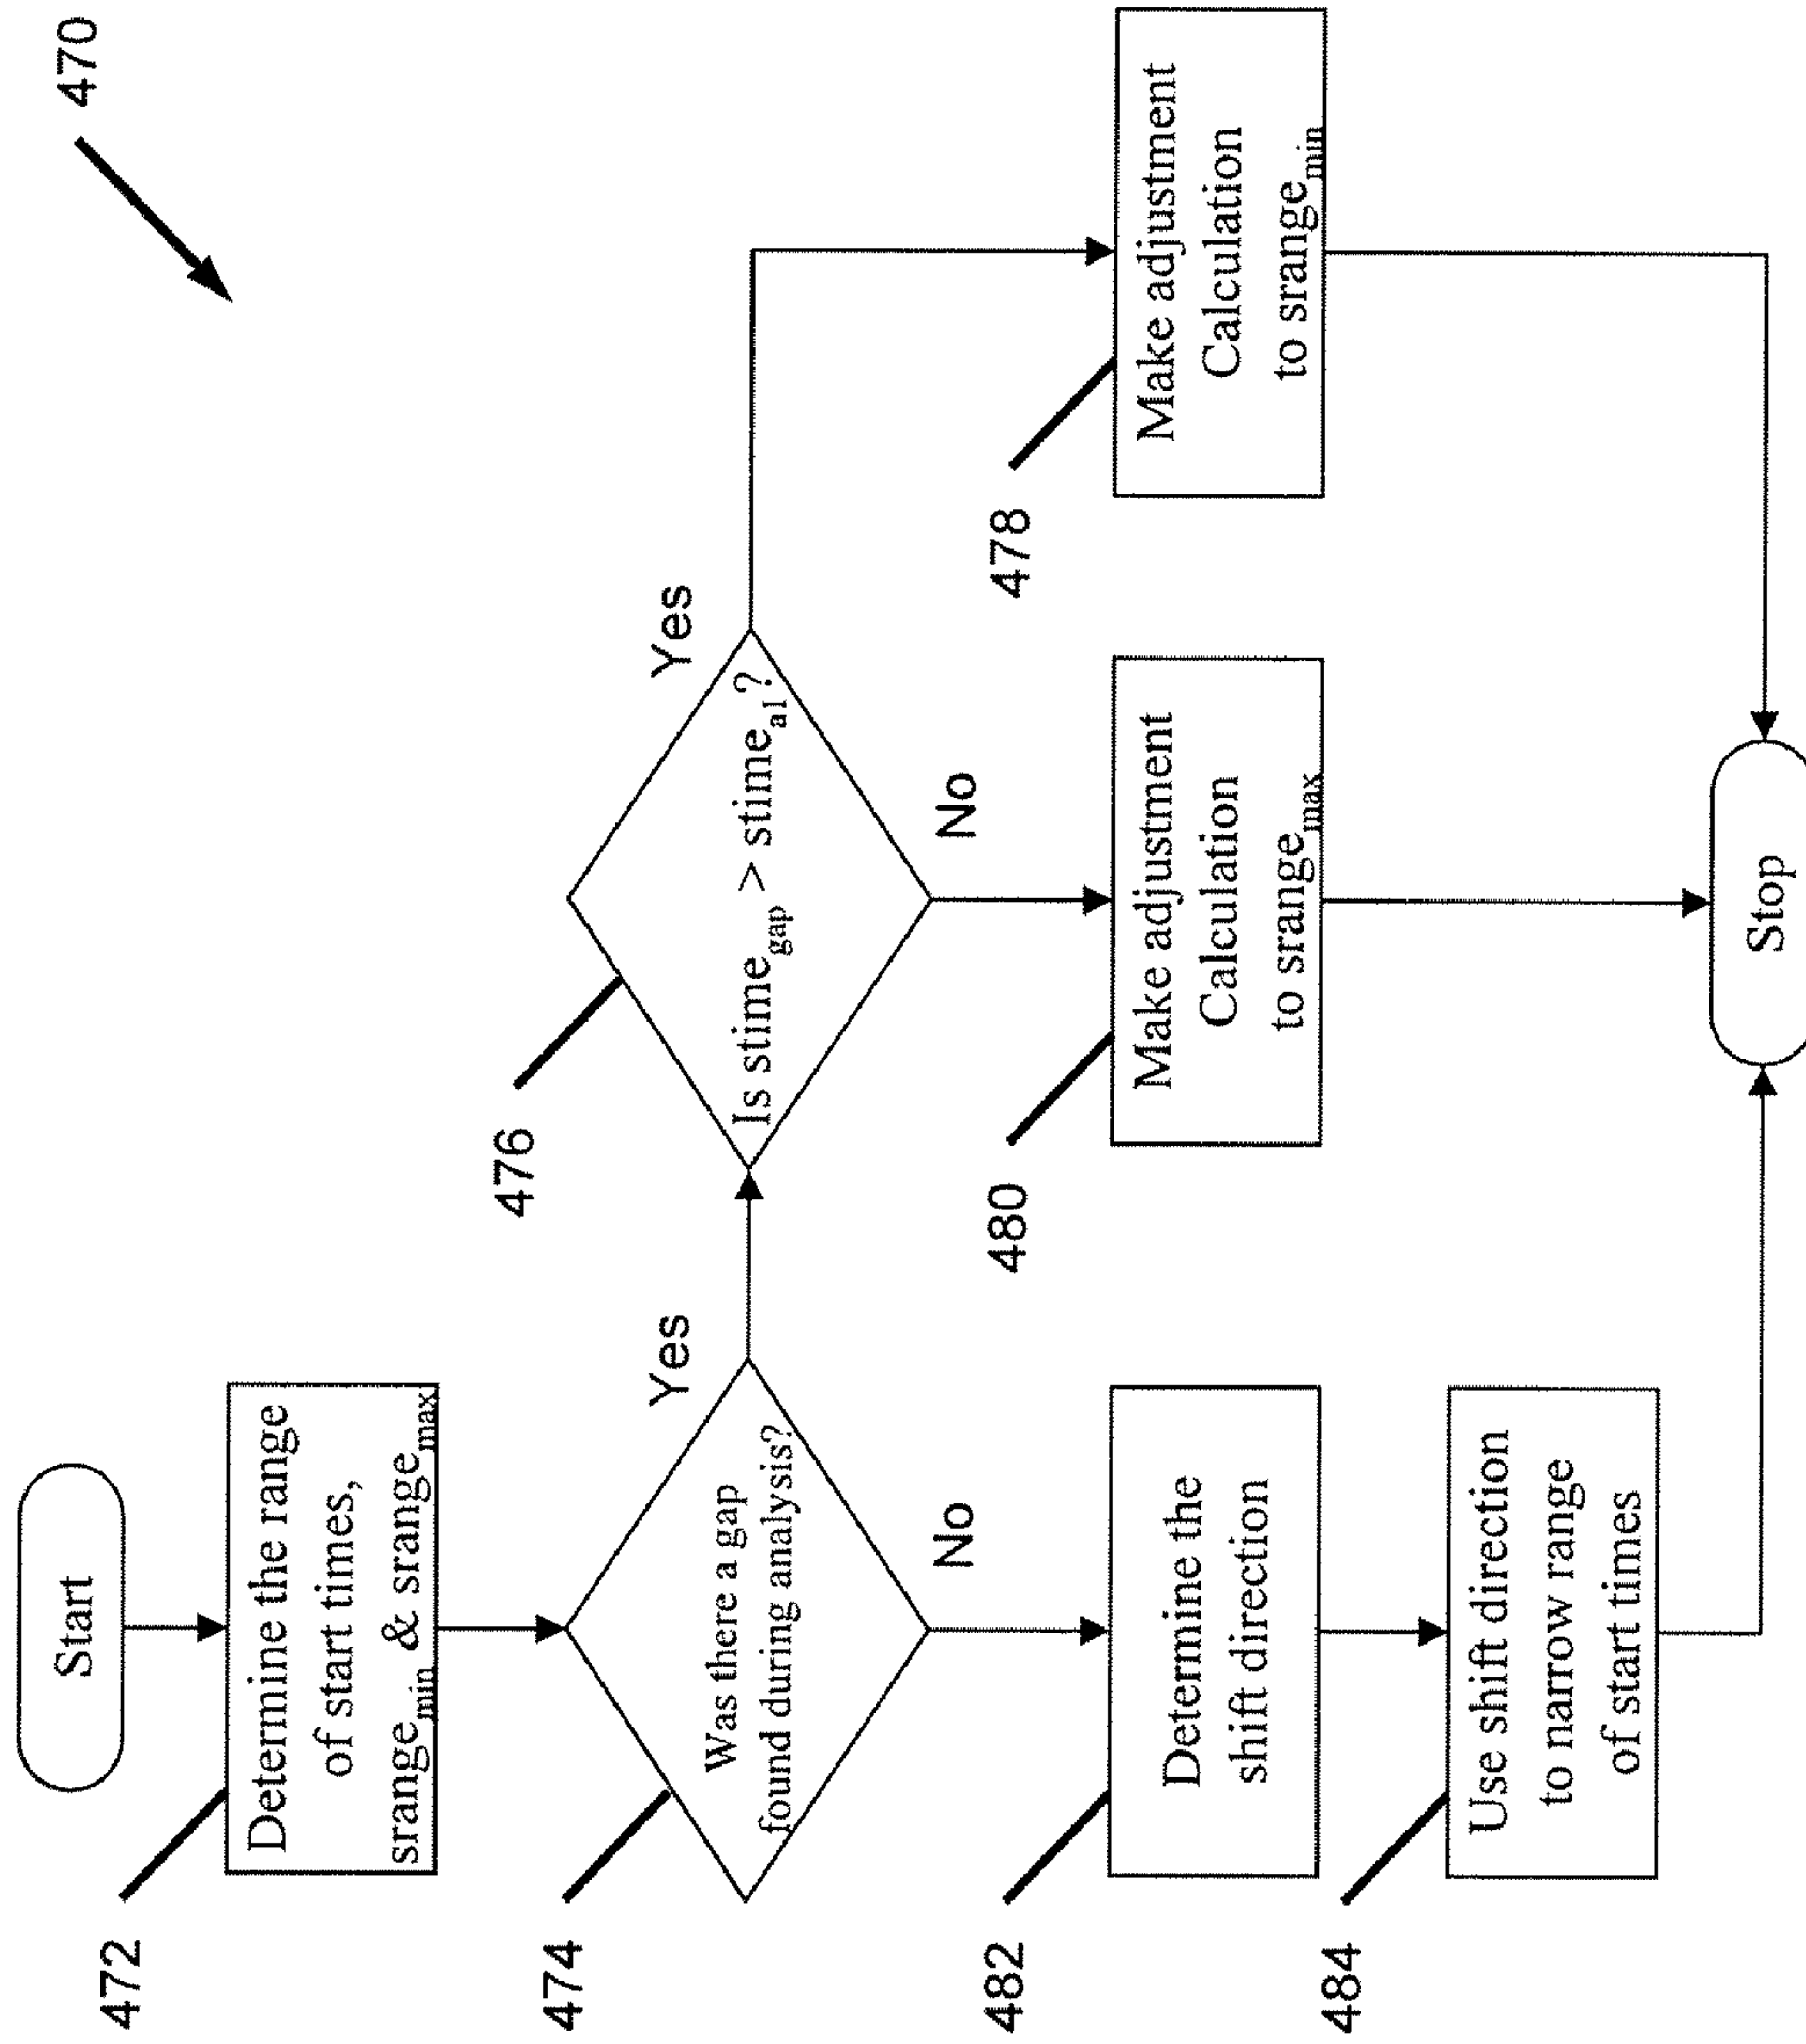 470
Start
472
Determine the range
of start times,
srange_min & srange_max
474
Was there a gap
found during analysis?
Yes
No
476
Is stime_gap > stime_al?
Yes
No
482
Determine the
shift direction
480
Make adjustment
Calculation
to srange_max
478
Make adjustment
Calculation
to srange_min
484
Use shift direction
to narrow range
of start times
Stop